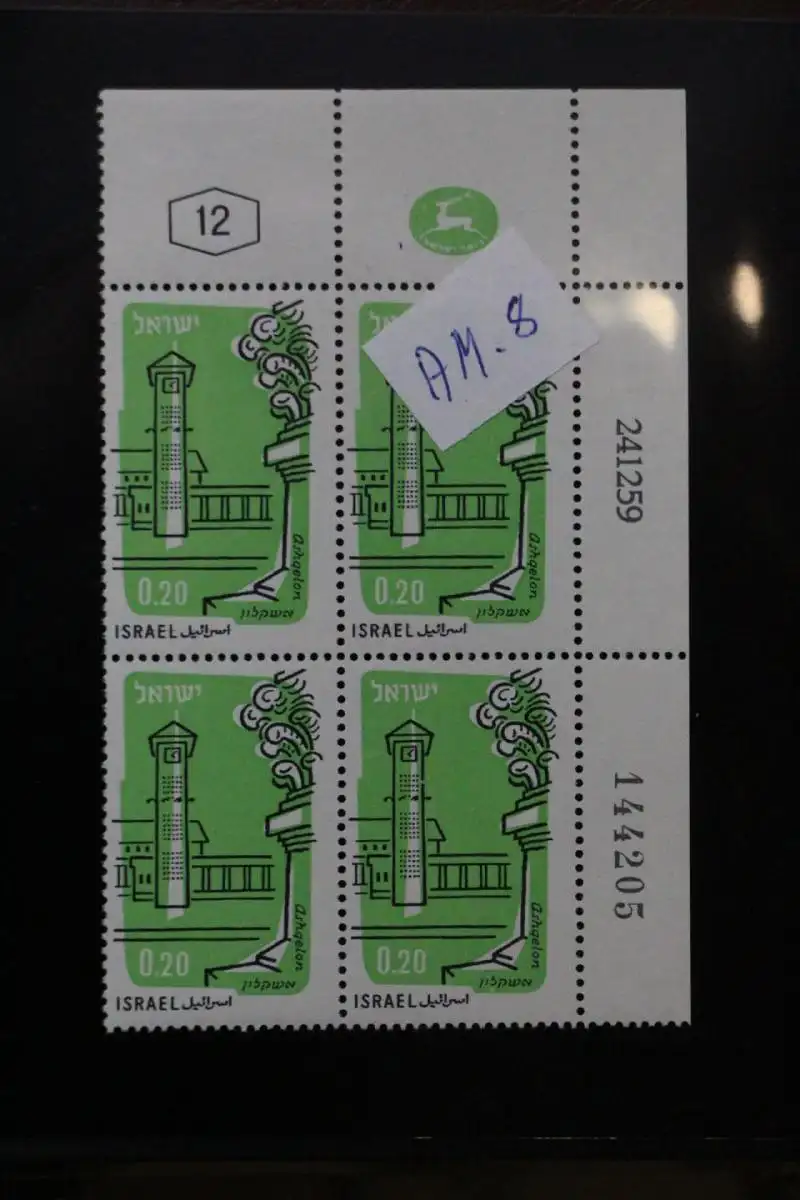 12
AM-8
ישראל
0.20
Ashqelon
אשקלון
ISRAEL اسرائيل
0.20
Ashqelon
אשקלון
ISRAEL اسرائيل
241259
ישראל
0.20
Ashqelon
אשקלון
ISRAEL اسرائيل
ישראל
0.20
Ashqelon
אשקלון
ISRAEL اسرائيل
144205